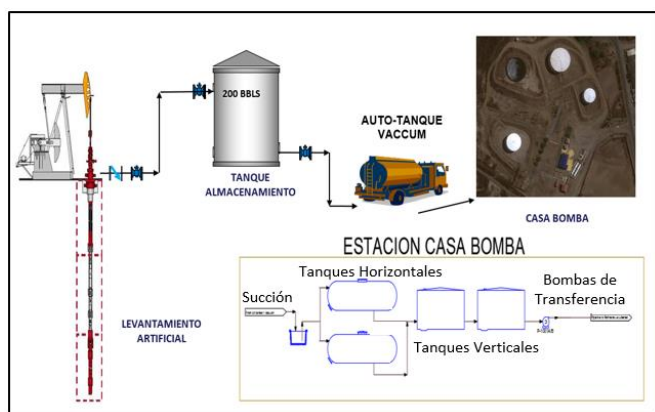 200 BBLS
TANQUE
ALMACENAMIENTO
AUTO-TANQUE
VACCUM
CASA BOMBA
LEVANTAMIENTO
ARTIFICIAL
ESTACION CASA BOMBA
Tanques Horizontales
Succión
Bombas de
Transferencia
Tanques Verticales